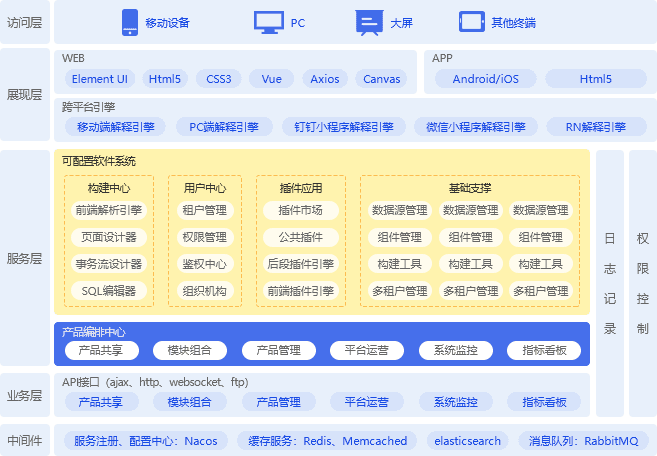 访问层
移动设备 PC 大屏 其他终端
展现层
WEB
Element UI Html5 CSS3 Vue Axios Canvas
APP
Android/iOS Html5
跨平台引擎
移动端解释引擎 PC端解释引擎 钉钉小程序解释引擎 微信小程序解释引擎 RN解释引擎
服务层
可配置软件系统
构建中心
前端解析引擎
页面设计器
事务流设计器
SQL编辑器
用户中心
租户管理
权限管理
鉴权中心
组织机构
插件应用
插件市场
公共插件
后段插件引擎
前端插件引擎
基础支撑
数据源管理 数据源管理 数据源管理
组件管理 组件管理 组件管理
构建工具 构建工具 构建工具
多租户管理 多租户管理 多租户管理
产品编排中心
产品共享 模块组合 产品管理 平台运营 系统监控 指标看板
日志记录
权限控制
业务层
API接口（ajax、http、websocket、ftp）
产品共享 模块组合 产品管理 平台运营 系统监控 指标看板
中间件
服务注册、配置中心：Nacos 缓存服务：Redis、Memcached elasticsearch 消息队列：RabbitMQ